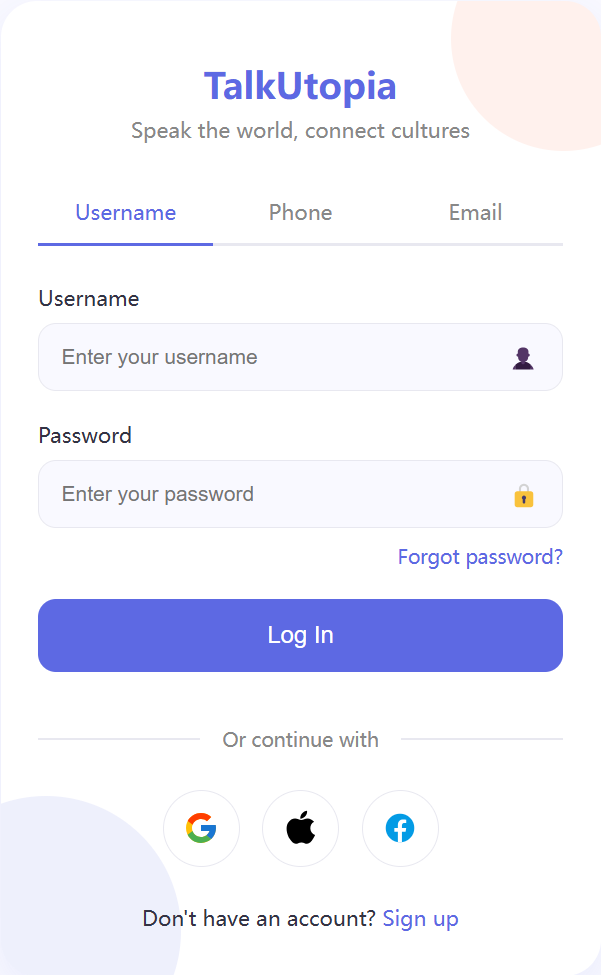 TalkUtopia
Speak the world, connect cultures
Username Phone Email
Username
Enter your username
Password
Enter your password
Forgot password?
Log In
Or continue with
Don't have an account? Sign up